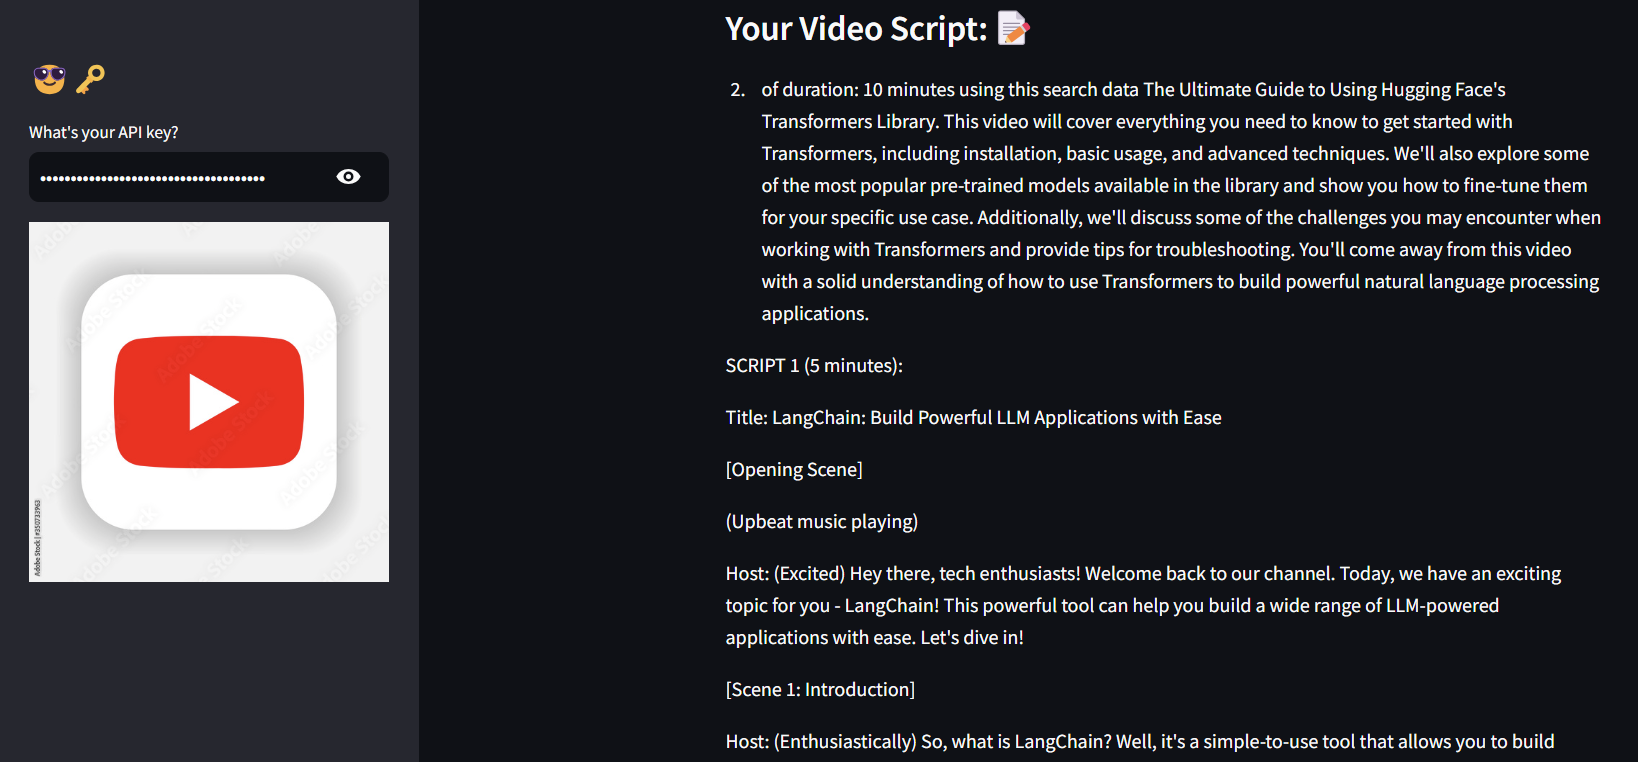 What's your API key?
Adobe Stock | #350733963
Your Video Script:
2. of duration: 10 minutes using this search data The Ultimate Guide to Using Hugging Face's
Transformers Library. This video will cover everything you need to know to get started with
Transformers, including installation, basic usage, and advanced techniques. We'll also explore some
of the most popular pre-trained models available in the library and show you how to fine-tune them
for your specific use case. Additionally, we'll discuss some of the challenges you may encounter when
working with Transformers and provide tips for troubleshooting. You'll come away from this video
with a solid understanding of how to use Transformers to build powerful natural language processing
applications.
SCRIPT 1 (5 minutes):
Title: LangChain: Build Powerful LLM Applications with Ease
[Opening Scene]
(Upbeat music playing)
Host: (Excited) Hey there, tech enthusiasts! Welcome back to our channel. Today, we have an exciting
topic for you - LangChain! This powerful tool can help you build a wide range of LLM-powered
applications with ease. Let's dive in!
[Scene 1: Introduction]
Host: (Enthusiastically) So, what is LangChain? Well, it's a simple-to-use tool that allows you to build